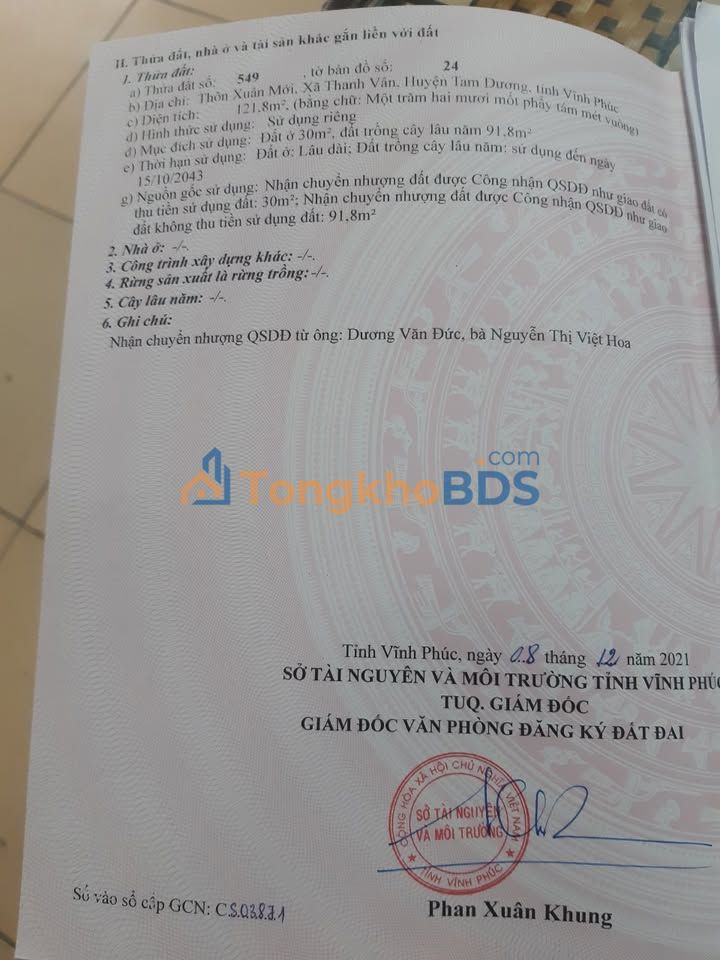 II. Thửa đất, nhà ở và tài sản khác gắn liền với đất
1. Thửa đất:
a) Thửa đất số: 549 , tờ bản đồ số: 24
b) Địa chỉ: Thôn Xuân Mới, Xã Thanh Vân, Huyện Tam Dương, tỉnh Vĩnh Phúc
c) Diện tích: 121,8m², (bằng chữ: Một trăm hai mươi mốt phẩy tám mét vuông)
d) Hình thức sử dụng: Sử dụng riêng
đ) Mục đích sử dụng: Đất ở 30m², đất trồng cây lâu năm 91,8m²
e) Thời hạn sử dụng: Đất ở: Lâu dài; Đất trồng cây lâu năm: sử dụng đến ngày
15/10/2043
g) Nguồn gốc sử dụng: Nhận chuyển nhượng đất được Công nhận QSDĐ như giao đất có
thu tiền sử dụng đất: 30m²; Nhận chuyển nhượng đất được Công nhận QSDĐ như giao
đất không thu tiền sử dụng đất: 91,8m²
2. Nhà ở: -/-.
3. Công trình xây dựng khác: -/-.
4. Rừng sản xuất là rừng trồng: -/-.
5. Cây lâu năm: -/-.
6. Ghi chú:
Nhận chuyển nhượng QSDĐ từ ông: Dương Văn Đức, bà Nguyễn Thị Việt Hoa
TongkhoBDS.com
Tỉnh Vĩnh Phúc, ngày 08 tháng 12 năm 2021
SỞ TÀI NGUYÊN VÀ MÔI TRƯỜNG TỈNH VĨNH PHÚC
TUQ. GIÁM ĐỐC
GIÁM ĐỐC VĂN PHÒNG ĐĂNG KÝ ĐẤT ĐAI
CỘNG HÒA XÃ HỘI CHỦ NGHĨA VIỆT NAM
SỞ TÀI NGUYÊN
VÀ MÔI TRƯỜNG
TỈNH VĨNH PHÚC
Phan Xuân Khung
Số vào sổ cấp GCN: CS.03871